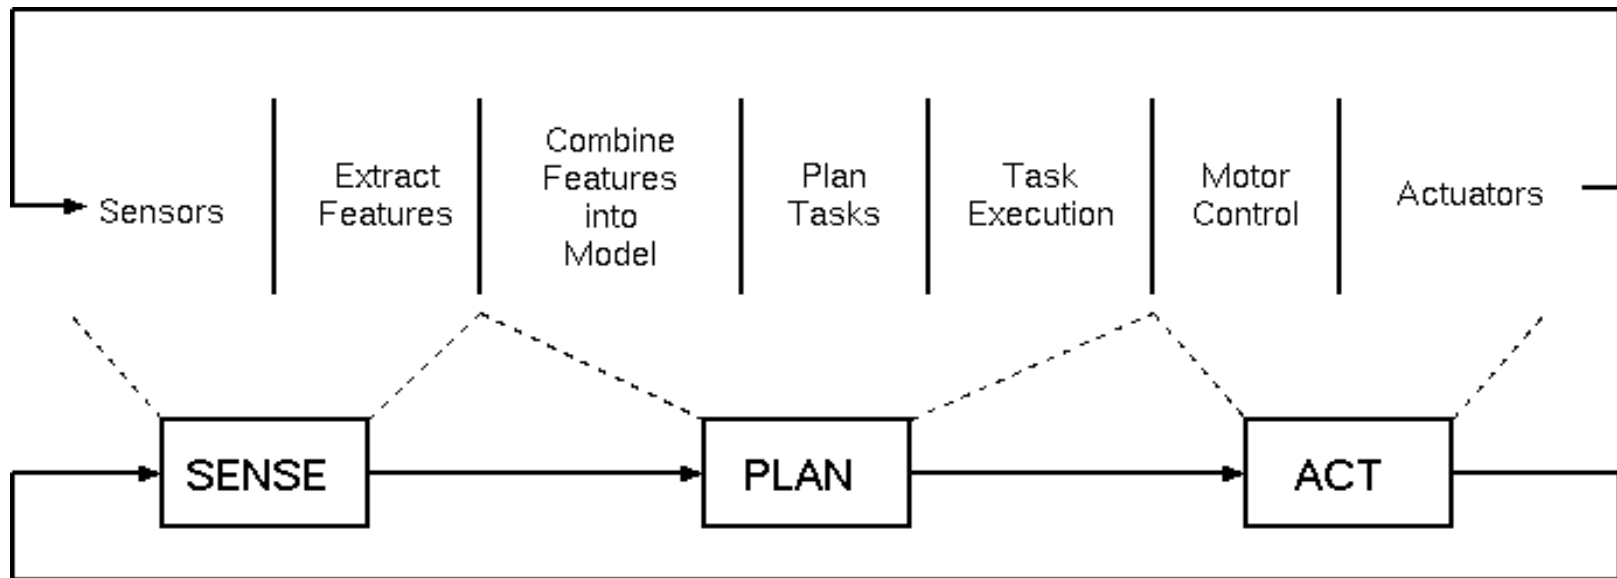 Sensors
Extract
Features
Combine
Features
into
Model
Plan
Tasks
Task
Execution
Motor
Control
Actuators
SENSE
PLAN
ACT